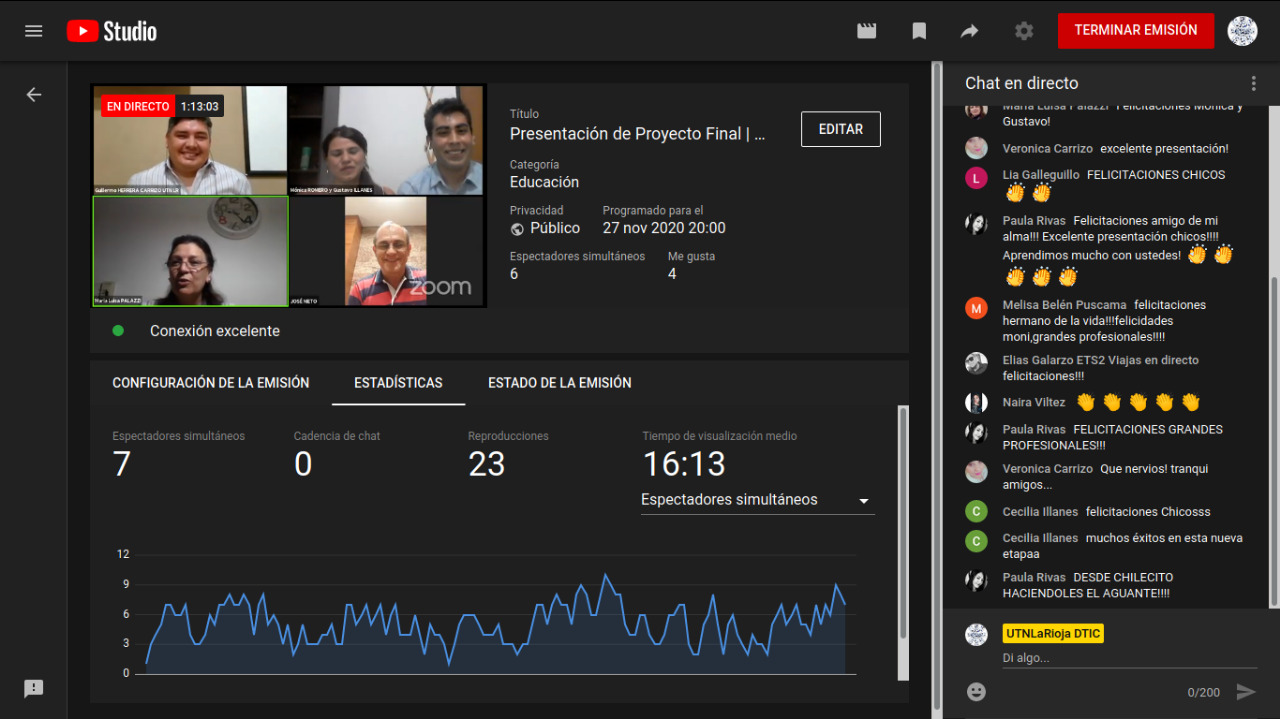 Studio
TERMINAR EMISIÓN
EN DIRECTO 1:13:03
Guillermo HERRERA CARRIZO UTN LR
Mónica ROMERO y Gustavo ILLANES
María Luisa PALAZZI
JOSÉ NIETO
zoom
Título
Presentación de Proyecto Final | ...
EDITAR
Categoría
Educación
Privacidad
Público
Programado para el
27 nov 2020 20:00
Espectadores simultáneos
6
Me gusta
4
Conexión excelente
CONFIGURACIÓN DE LA EMISIÓN
ESTADÍSTICAS
ESTADO DE LA EMISIÓN
Espectadores simultáneos
7
Cadencia de chat
0
Reproducciones
23
Tiempo de visualización medio
16:13
Espectadores simultáneos
12
9
6
3
0
Chat en directo
María Luisa Palazzi Felicitaciones Mónica y
Gustavo!
Veronica Carrizo excelente presentación!
L
Lia Galleguillo FELICITACIONES CHICOS
👏 👏
Paula Rivas Felicitaciones amigo de mi
alma!!! Excelente presentación chicos!!!!
Aprendimos mucho con ustedes! 👏 👏
👏 👏 👏
M
Melisa Belén Puscama felicitaciones
hermano de la vida!!!felicidades
moni,grandes profesionales!!!!
Elias Galarzo ETS2 Viajas en directo
felicitaciones!!!
Naira Viltez 👏 👏 👏 👏 👏
Paula Rivas FELICITACIONES GRANDES
PROFESIONALES!!!
Veronica Carrizo Que nervios! tranqui
amigos...
C
Cecilia Illanes felicitaciones Chicosss
C
Cecilia Illanes muchos éxitos en esta nueva
etapaa
Paula Rivas DESDE CHILECITO
HACIENDOLES EL AGUANTE!!!!
UTNLaRioja DTIC
Di algo...
0/200